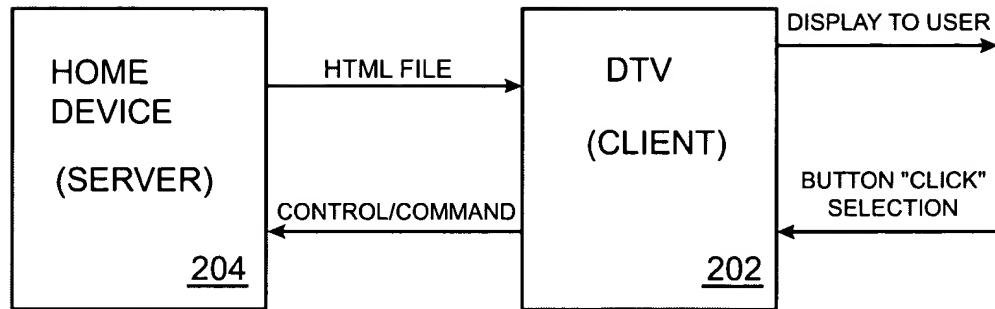 HOME
DEVICE
(SERVER)
204
HTML FILE
CONTROL/COMMAND
DTV
(CLIENT)
202
DISPLAY TO USER
BUTTON "CLICK"
SELECTION